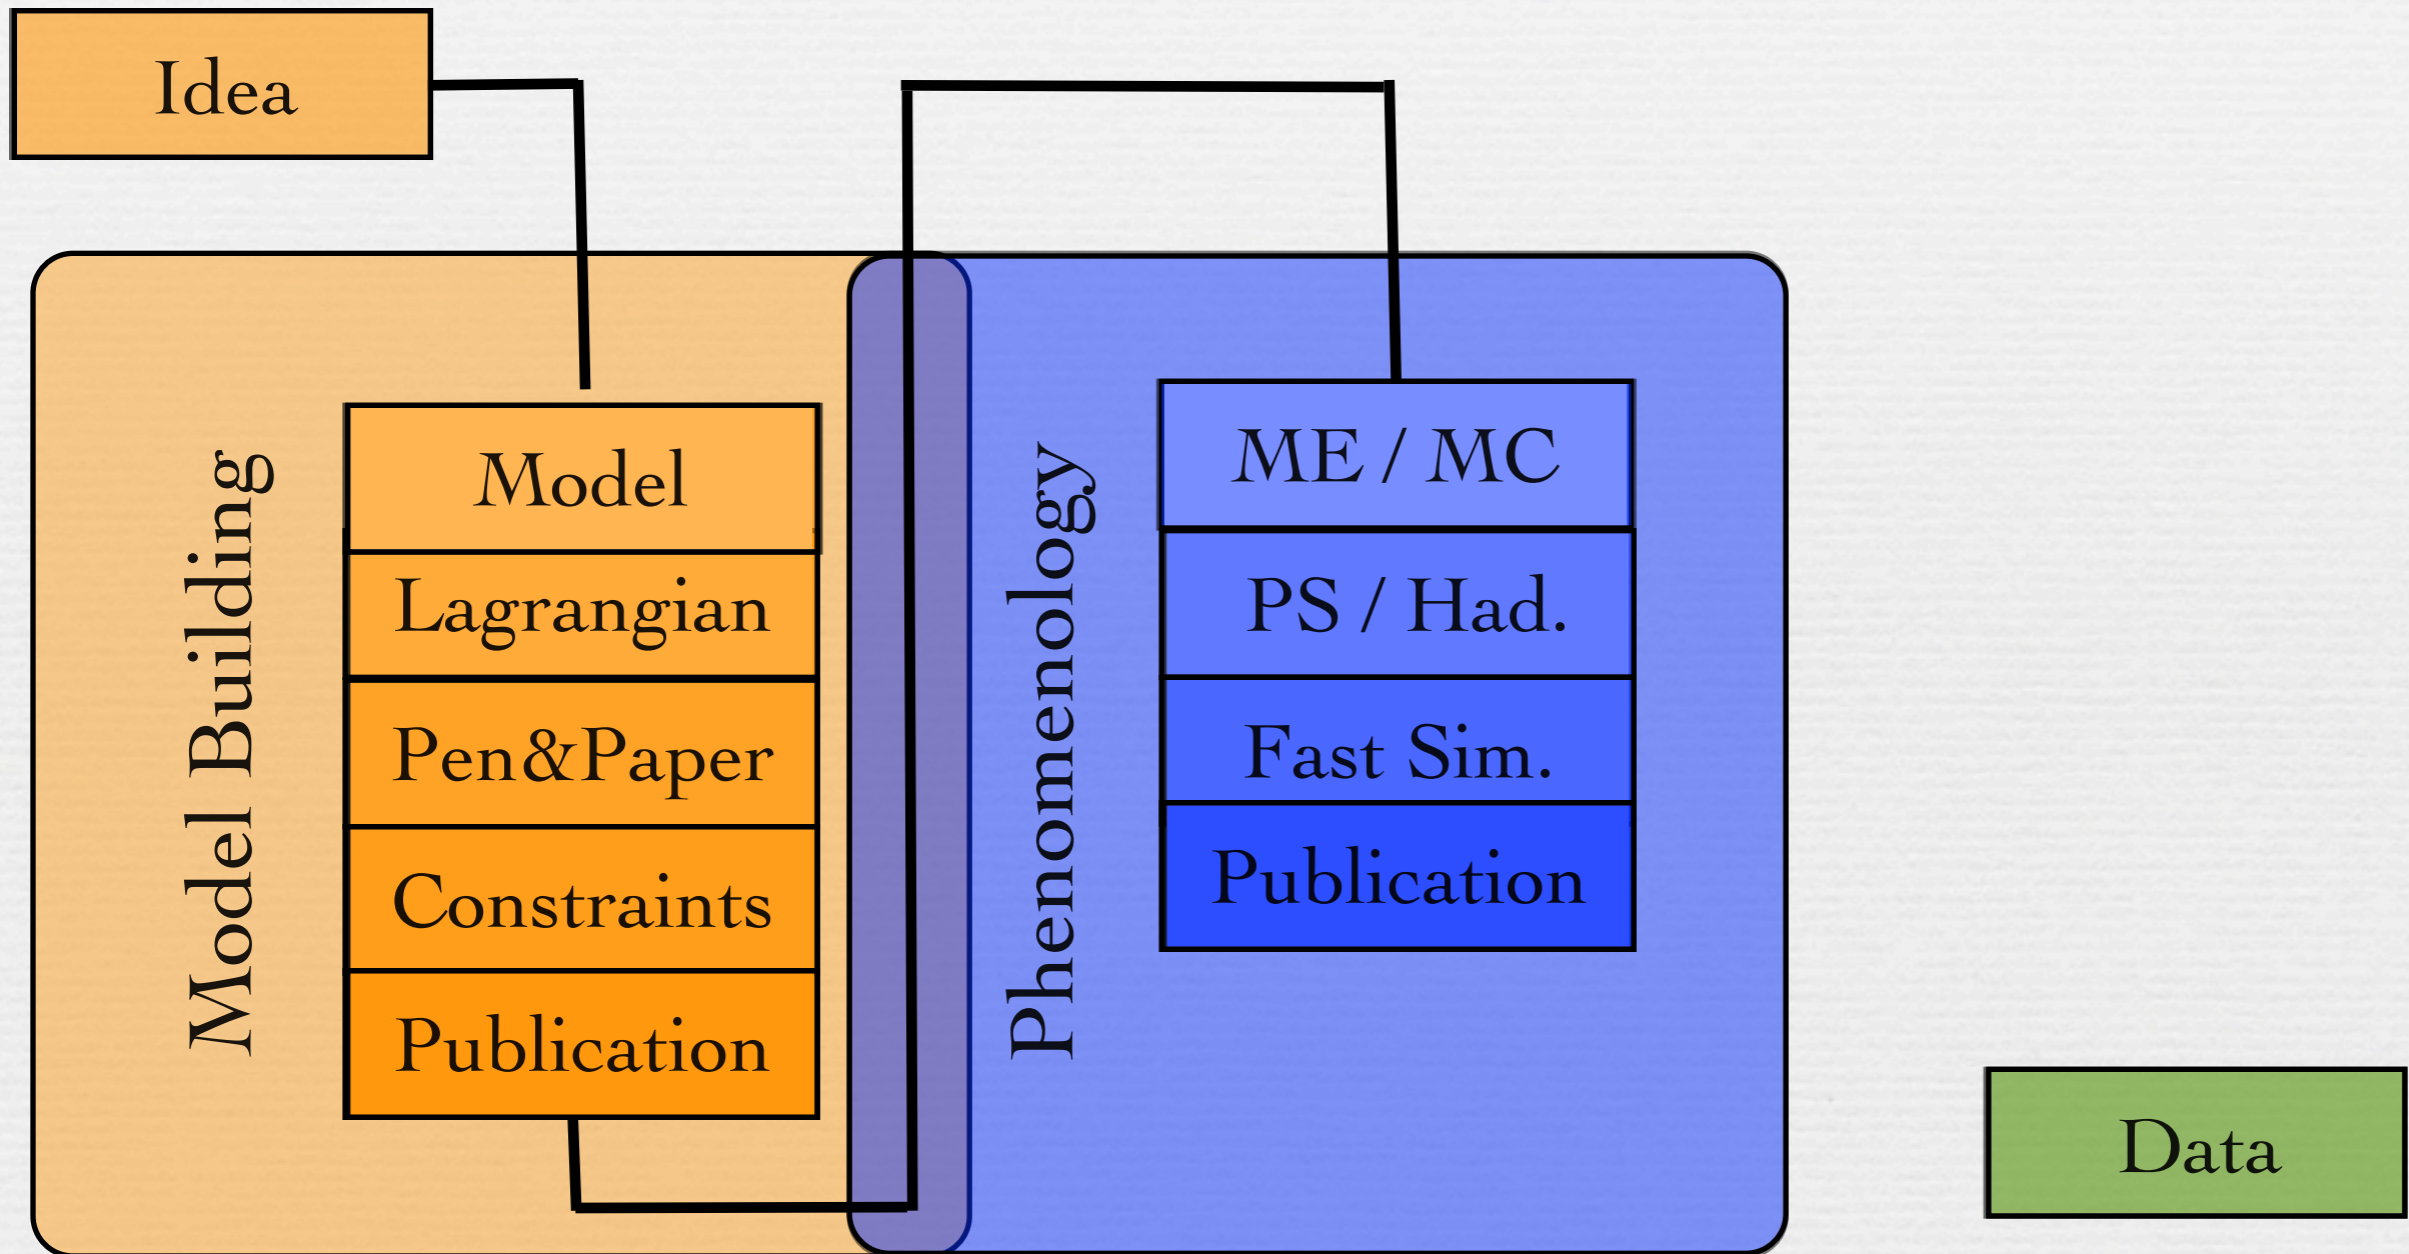 Idea
Model Building
Model
Lagrangian
Pen&Paper
Constraints
Publication
Phenomenology
ME / MC
PS / Had.
Fast Sim.
Publication
Data